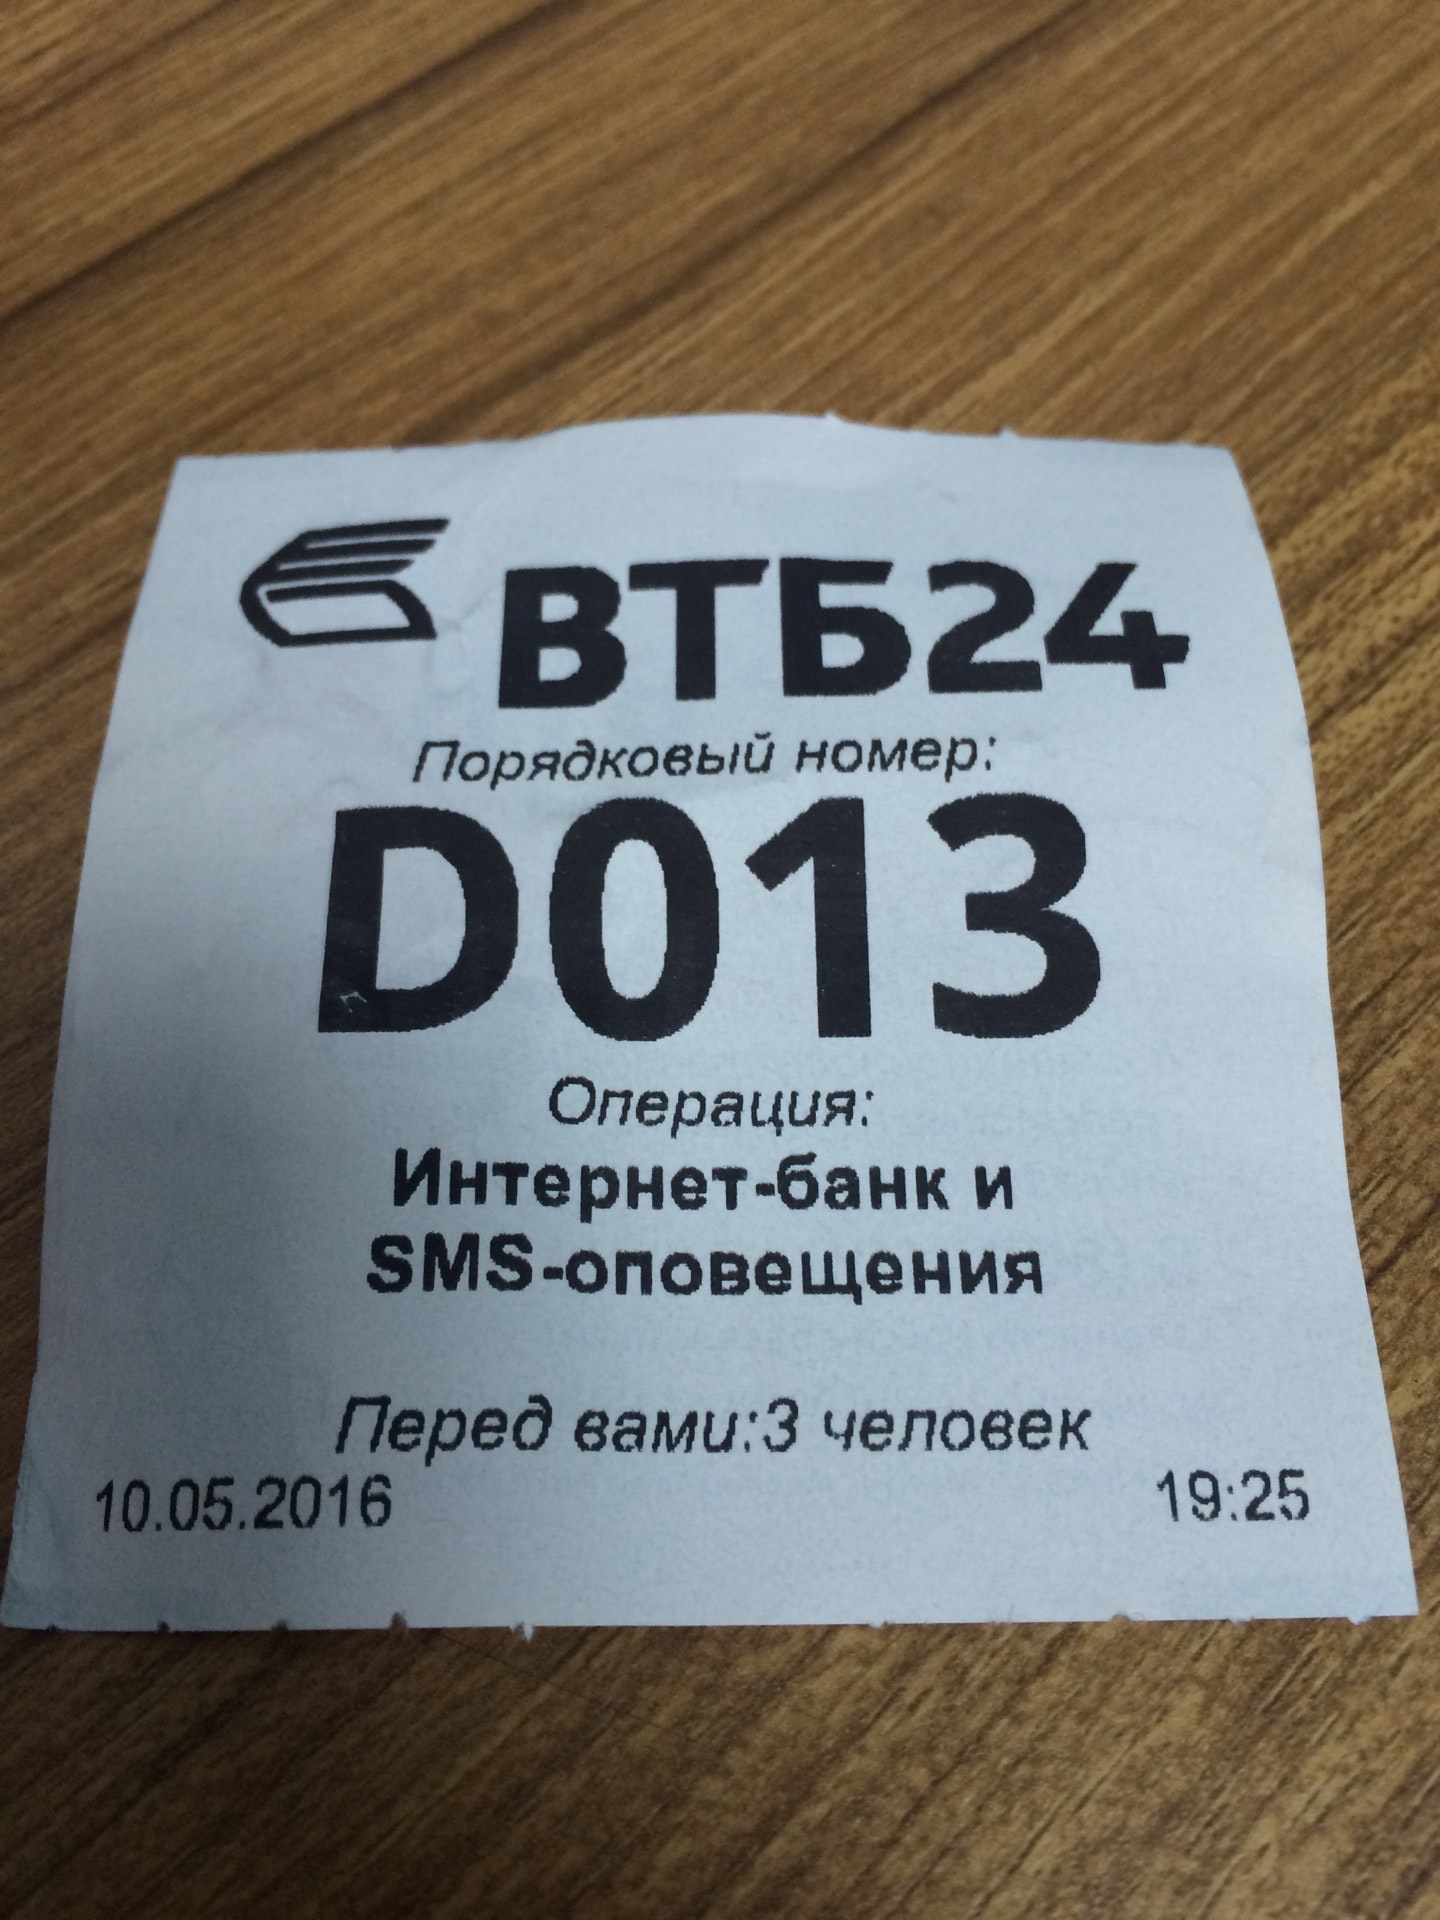 ВТБ24
Порядковый номер:
D013
Операция:
Интернет-банк и
SMS-оповещения
Перед вами:3 человек
10.05.2016 19:25